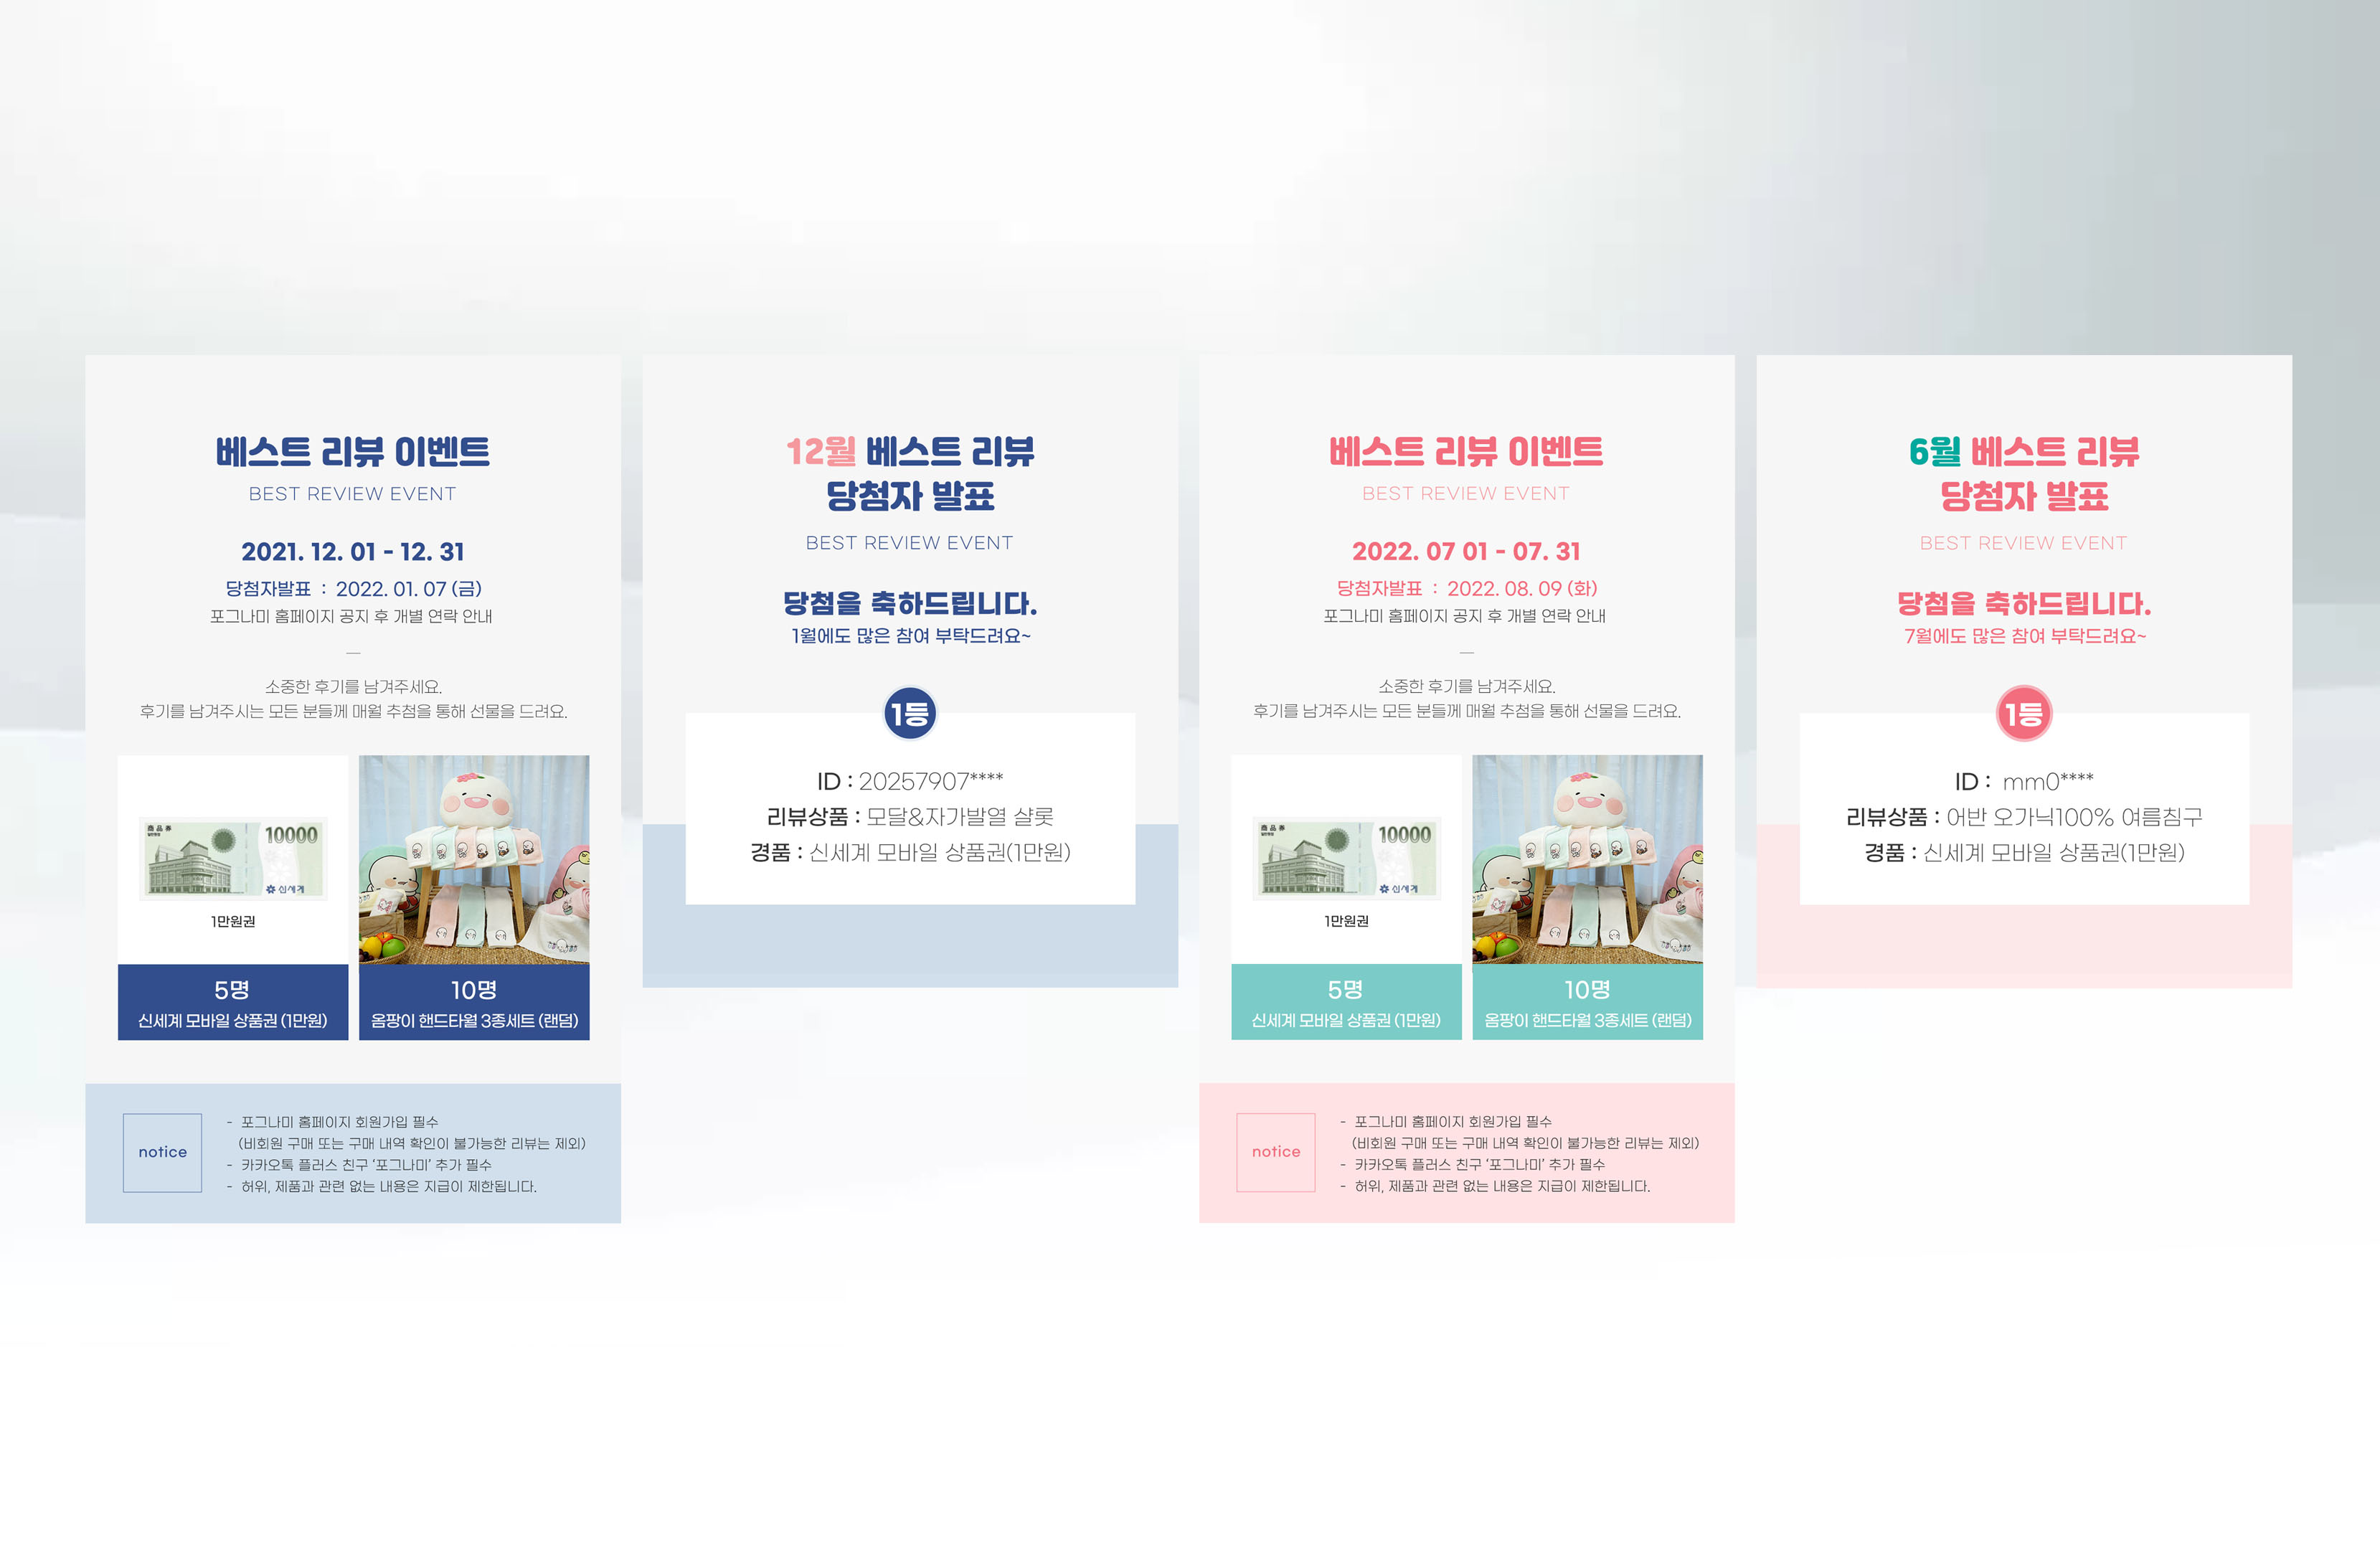 베스트 리뷰 이벤트
BEST REVIEW EVENT
2021. 12. 01 - 12. 31
당첨자발표 : 2022. 01. 07 (금)
포그나미 홈페이지 공지 후 개별 연락 안내
소중한 후기를 남겨주세요.
후기를 남겨주시는 모든 분들께 매월 추첨을 통해 선물을 드려요.
商品券
10000
신세계
1만원권
5명
신세계 모바일 상품권 (1만원)
10명
옴팡이 핸드타월 3종세트 (랜덤)
notice
- 포그나미 홈페이지 회원가입 필수
(비회원 구매 또는 구매 내역 확인이 불가능한 리뷰는 제외)
- 카카오톡 플러스 친구 ‘포그나미’ 추가 필수
- 허위, 제품과 관련 없는 내용은 지급이 제한됩니다.
12월 베스트 리뷰
당첨자 발표
BEST REVIEW EVENT
당첨을 축하드립니다.
1월에도 많은 참여 부탁드려요~
1등
ID : 20257907****
리뷰상품 : 모달&자가발열 샬롯
경품 : 신세계 모바일 상품권(1만원)
베스트 리뷰 이벤트
BEST REVIEW EVENT
2022. 07 01 - 07. 31
당첨자발표 : 2022. 08. 09 (화)
포그나미 홈페이지 공지 후 개별 연락 안내
소중한 후기를 남겨주세요.
후기를 남겨주시는 모든 분들께 매월 추첨을 통해 선물을 드려요.
商品券
10000
신세계
1만원권
5명
신세계 모바일 상품권 (1만원)
10명
옴팡이 핸드타월 3종세트 (랜덤)
notice
- 포그나미 홈페이지 회원가입 필수
(비회원 구매 또는 구매 내역 확인이 불가능한 리뷰는 제외)
- 카카오톡 플러스 친구 ‘포그나미’ 추가 필수
- 허위, 제품과 관련 없는 내용은 지급이 제한됩니다.
6월 베스트 리뷰
당첨자 발표
BEST REVIEW EVENT
당첨을 축하드립니다.
7월에도 많은 참여 부탁드려요~
1등
ID : mm0****
리뷰상품 : 어반 오가닉100% 여름침구
경품 : 신세계 모바일 상품권(1만원)